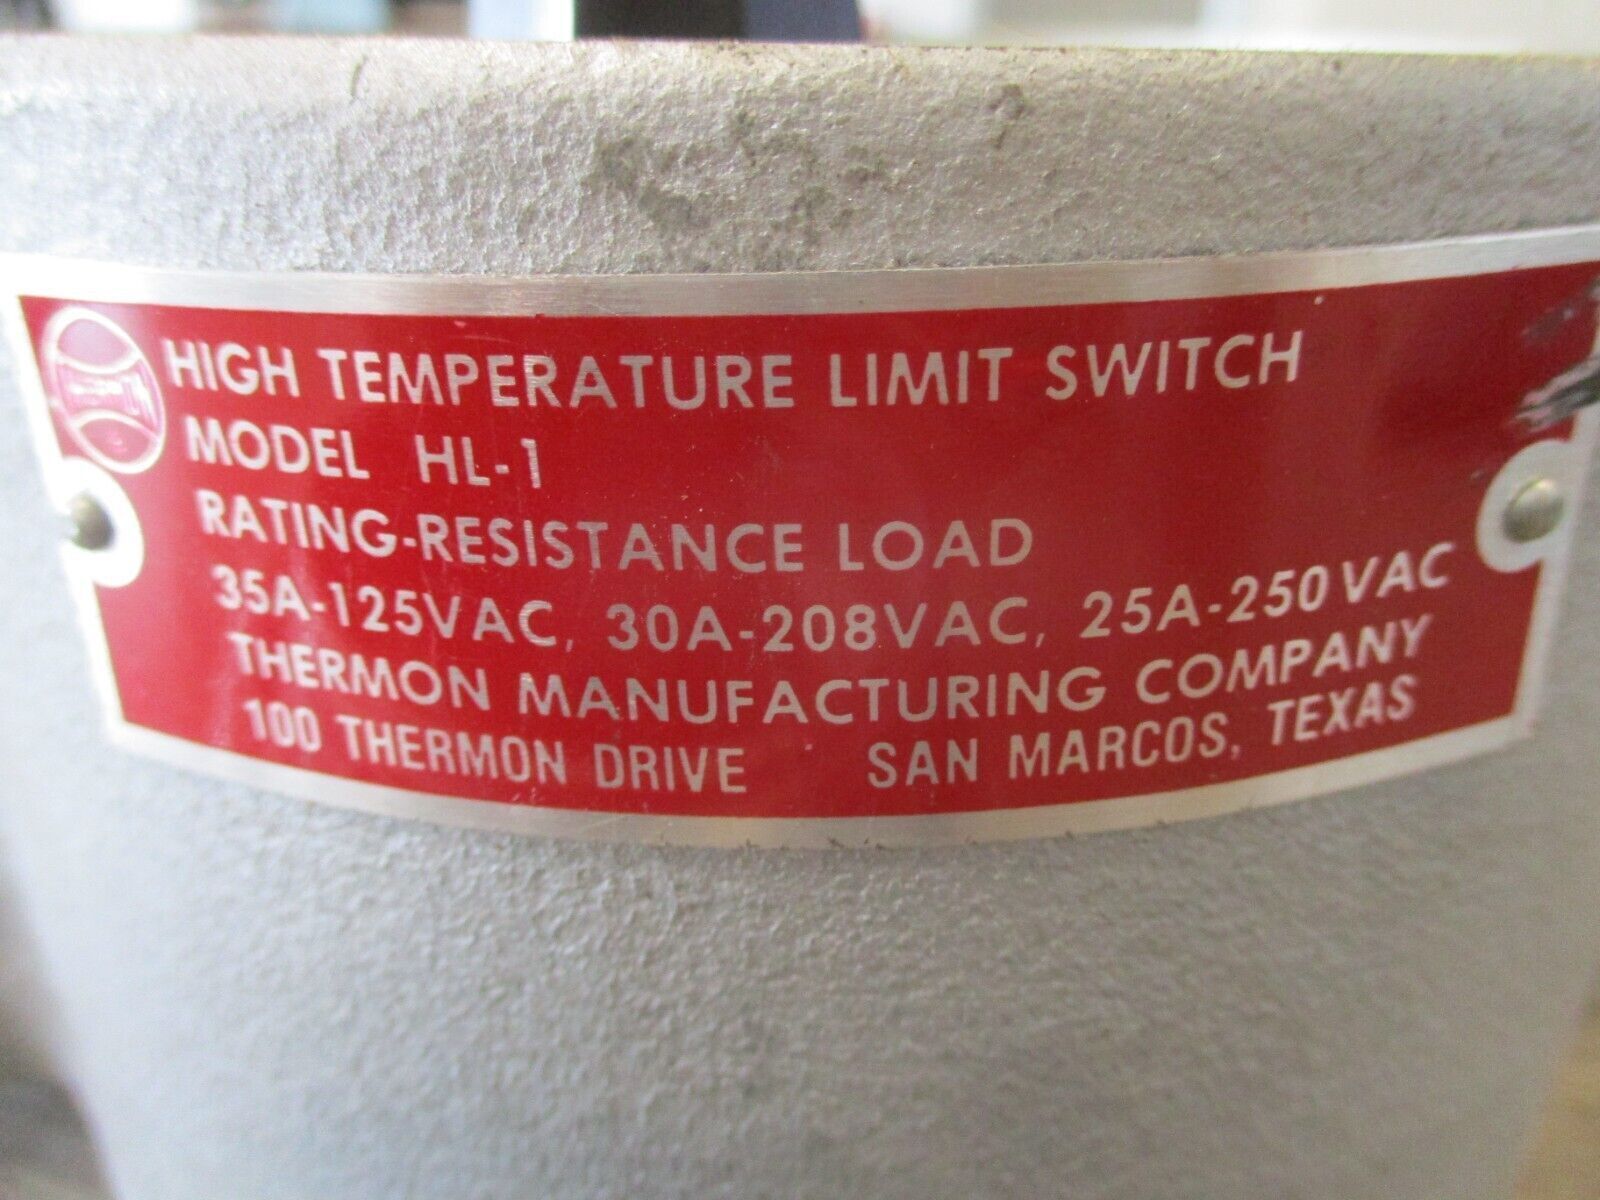 HIGH TEMPERATURE LIMIT SWITCH
MODEL HL-1
RATING-RESISTANCE LOAD
35A-125VAC, 30A-208VAC, 25A-250VAC
THERMON MANUFACTURING COMPANY
100 THERMON DRIVE SAN MARCOS, TEXAS